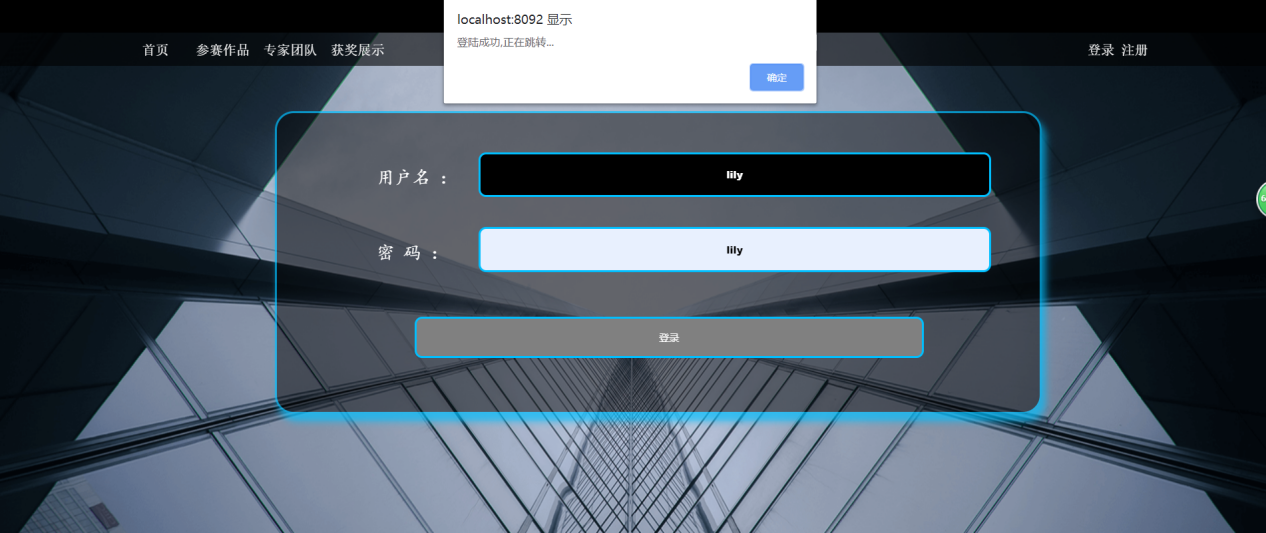 localhost:8092 显示
登陆成功,正在跳转...
确定
首页 参赛作品 专家团队 获奖展示 登录 注册
用户名 : lily
密 码 : lily
登录